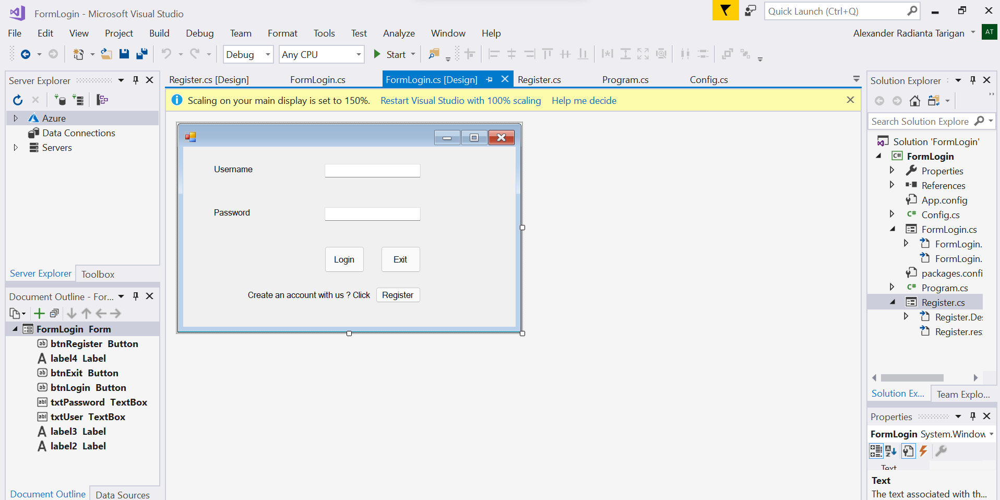 FormLogin - Microsoft Visual Studio
Quick Launch (Ctrl+Q)
File Edit View Project Build Debug Team Format Tools Test Analyze Window Help
Alexander Radianta Tarigan AT
Debug Any CPU Start
Server Explorer
Azure
Data Connections
Servers
Server Explorer Toolbox
Document Outline - For...
FormLogin Form
btnRegister Button
label4 Label
btnExit Button
btnLogin Button
txtPassword TextBox
txtUser TextBox
label3 Label
label2 Label
Document Outline Data Sources
Register.cs [Design] FormLogin.cs FormLogin.cs [Design] Register.cs Program.cs Config.cs
Scaling on your main display is set to 150%. Restart Visual Studio with 100% scaling Help me decide
Username
Password
Login Exit
Create an account with us ? Click Register
Solution Explorer
Search Solution Explore
Solution 'FormLogin'
C# FormLogin
Properties
References
App.config
C# Config.cs
FormLogin.cs
FormLogin.
FormLogin.
packages.confi
C# Program.cs
Register.cs
Register.De
Register.res
Solution Ex... Team Explo...
Properties
FormLogin System.Window
Text
Text
The text associated with th...